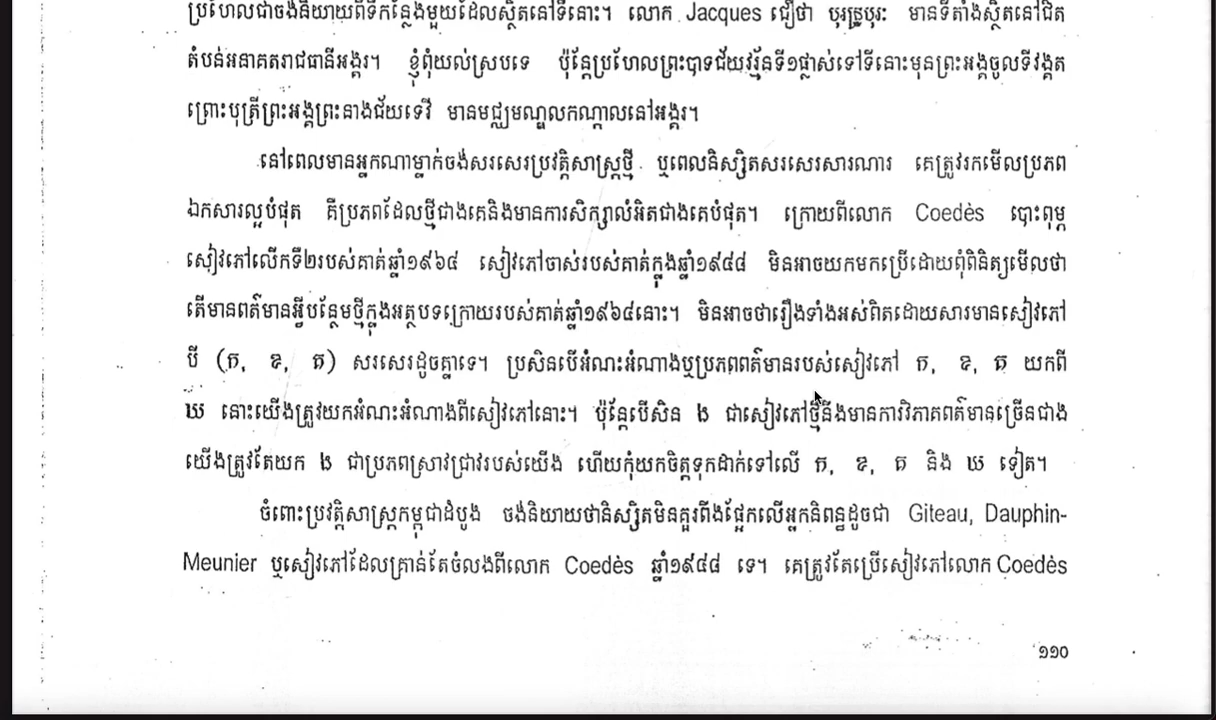 ប្រហែលជាចង់និយាយពីទីកន្លែងមួយដែលស្ថិតនៅទីនោះ។ លោក Jacques ជឿថា បុរន្ទបុរៈ មានទីតាំងស្ថិតនៅជិត
តំបន់អនាគតរាជធានីអង្គរ។ ខ្ញុំពុំយល់ស្របទេ ប៉ុន្តែប្រហែលព្រះបាទជ័យវរ្ម័នទី១ផ្លាស់ទៅទីនោះមុនព្រះអង្គចូលទីវង្គត
ព្រោះបុត្រីព្រះអង្គព្រះនាងជ័យទេវី មានមជ្ឈមណ្ឌលកណ្តាលនៅអង្គរ។
នៅពេលមានអ្នកណាម្នាក់ចង់សរសេរប្រវត្តិសាស្ត្រថ្មី ឬពេលនិស្សិតសរសេរសារណារ គេត្រូវរកមើលប្រភព
ឯកសារល្អបំផុត គឺប្រភពដែលថ្មីជាងគេនិងមានការសិក្សាលំអិតជាងគេបំផុត។ ក្រោយពីលោក Coedès បោះពុម្ព
សៀវភៅលើកទី២របស់គាត់ឆ្នាំ១៩៦៤ សៀវភៅចាស់របស់គាត់ក្នុងឆ្នាំ១៩៤៨ មិនអាចយកមកប្រើដោយពុំពិនិត្យមើលថា
តើមានពត៌មានអ្វីបន្ថែមថ្មីក្នុងអត្ថបទក្រោយរបស់គាត់ឆ្នាំ១៩៦៤នោះ។ មិនអាចថារឿងទាំងអស់ពិតដោយសារមានសៀវភៅ
បី (ក, ខ, គ) សរសេរដូចគ្នាទេ។ ប្រសិនបើអំណះអំណាងឬប្រភពពត៌មានរបស់សៀវភៅ ក, ខ, គ យកពី
ឃ នោះយើងត្រូវយកអំណះអំណាងពីសៀវភៅនោះ។ ប៉ុន្តែបើសិន ង ជាសៀវភៅថ្មីនឹងមានការវិភាគពត៌មានច្រើនជាង
យើងត្រូវតែយក ង ជាប្រភពស្រាវជ្រាវរបស់យើង ហើយកុំយកចិត្តទុកដាក់ទៅលើ ក, ខ, គ និង ឃ ទៀត។
ចំពោះប្រវត្តិសាស្ត្រកម្ពុជាដំបូង ចង់និយាយថានិស្សិតមិនគួរពឹងផ្អែកលើអ្នកនិពន្ធដូចជា Giteau, Dauphin-
Meunier ឬសៀវភៅដែលគ្រាន់តែចំលងពីលោក Coedès ឆ្នាំ១៩៤៨ ទេ។ គេត្រូវតែប្រើសៀវភៅលោក Coedès
១១០